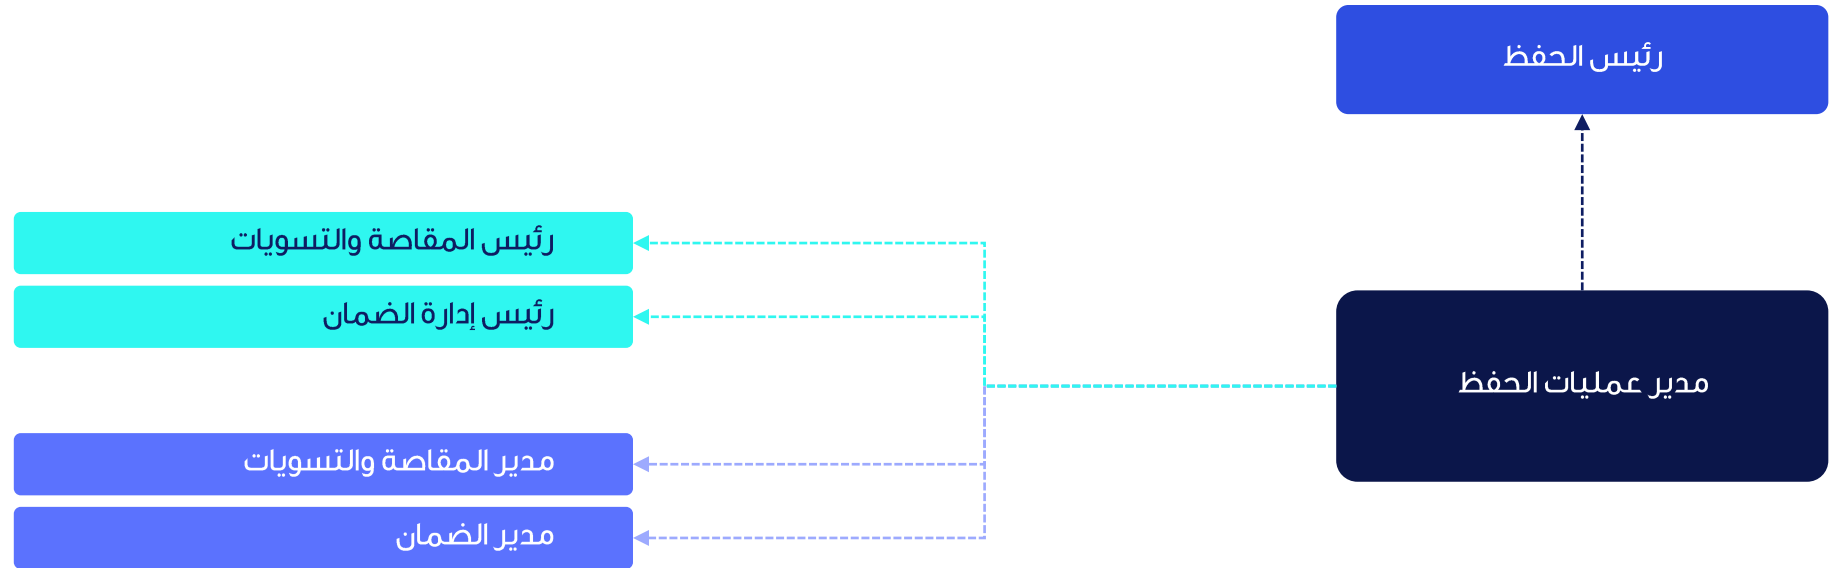 رئيس الحفظ
رئيس المقاصة والتسويات
رئيس إدارة الضمان
مدير عمليات الحفظ
مدير المقاصة والتسويات
مدير الضمان